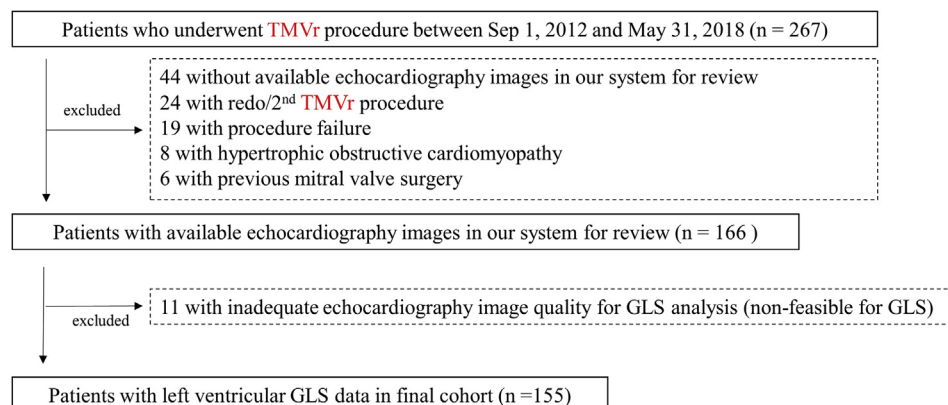 Patients who underwent TMVr procedure between Sep 1, 2012 and May 31, 2018 (n = 267)
44 without available echocardiography images in our system for review
24 with redo/2nd TMVr procedure
excluded
19 with procedure failure
8 with hypertrophic obstructive cardiomyopathy
6 with previous mitral valve surgery
Patients with available echocardiography images in our system for review (n = 166 )
11 with inadequate echocardiography image quality for GLS analysis (non-feasible for GLS)
excluded
Patients with left ventricular GLS data in final cohort (n =155)